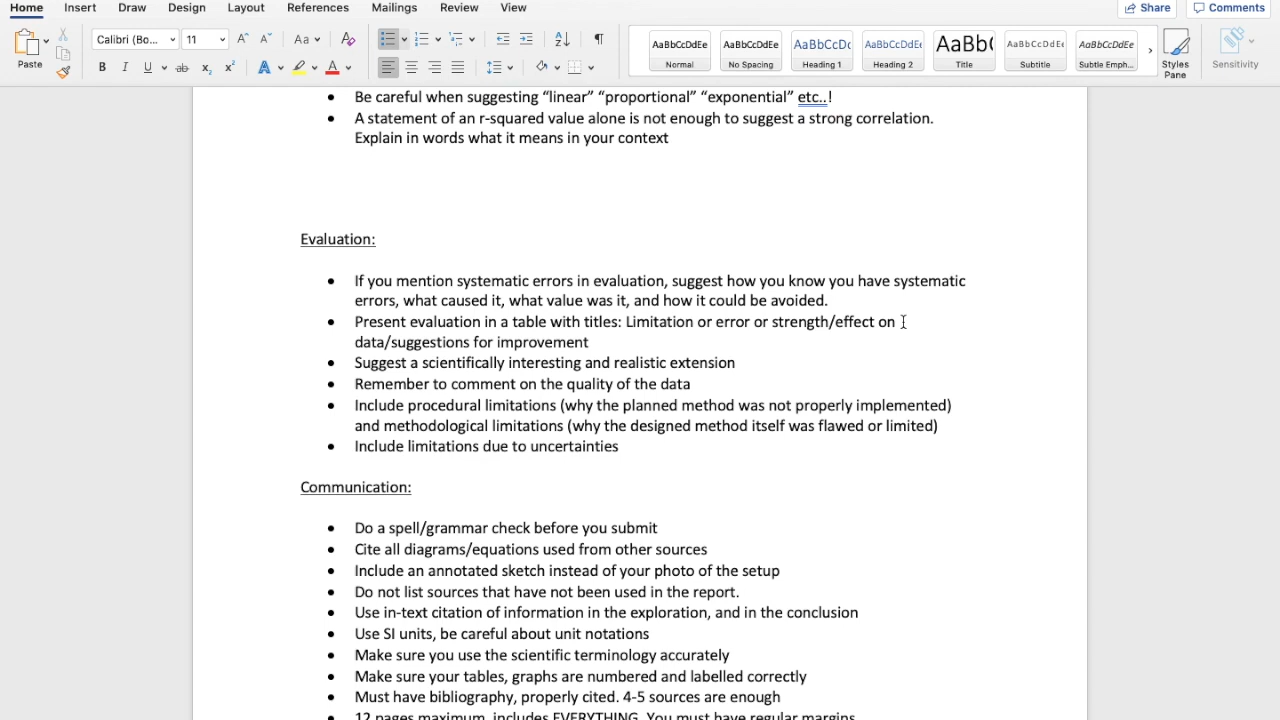 Home Insert Draw Design Layout References Mailings Review View Share Comments
Calibri (Bo... 11 Aa
Paste
AaBbCcDdEe AaBbCcDdEe AaBbCcDc AaBbCcDdEe AaBb( AaBbCcDdEe AaBbCcDdEe
Normal No Spacing Heading 1 Heading 2 Title Subtitle Subtle Emph... Styles Pane Sensitivity
• Be careful when suggesting “linear” “proportional” “exponential” etc..!
• A statement of an r-squared value alone is not enough to suggest a strong correlation.
Explain in words what it means in your context
Evaluation:
• If you mention systematic errors in evaluation, suggest how you know you have systematic
errors, what caused it, what value was it, and how it could be avoided.
• Present evaluation in a table with titles: Limitation or error or strength/effect on
data/suggestions for improvement
• Suggest a scientifically interesting and realistic extension
• Remember to comment on the quality of the data
• Include procedural limitations (why the planned method was not properly implemented)
and methodological limitations (why the designed method itself was flawed or limited)
• Include limitations due to uncertainties
Communication:
• Do a spell/grammar check before you submit
• Cite all diagrams/equations used from other sources
• Include an annotated sketch instead of your photo of the setup
• Do not list sources that have not been used in the report.
• Use in-text citation of information in the exploration, and in the conclusion
• Use SI units, be careful about unit notations
• Make sure you use the scientific terminology accurately
• Make sure your tables, graphs are numbered and labelled correctly
• Must have bibliography, properly cited. 4-5 sources are enough
• 12 pages maximum, includes EVERYTHING. You must have regular margins